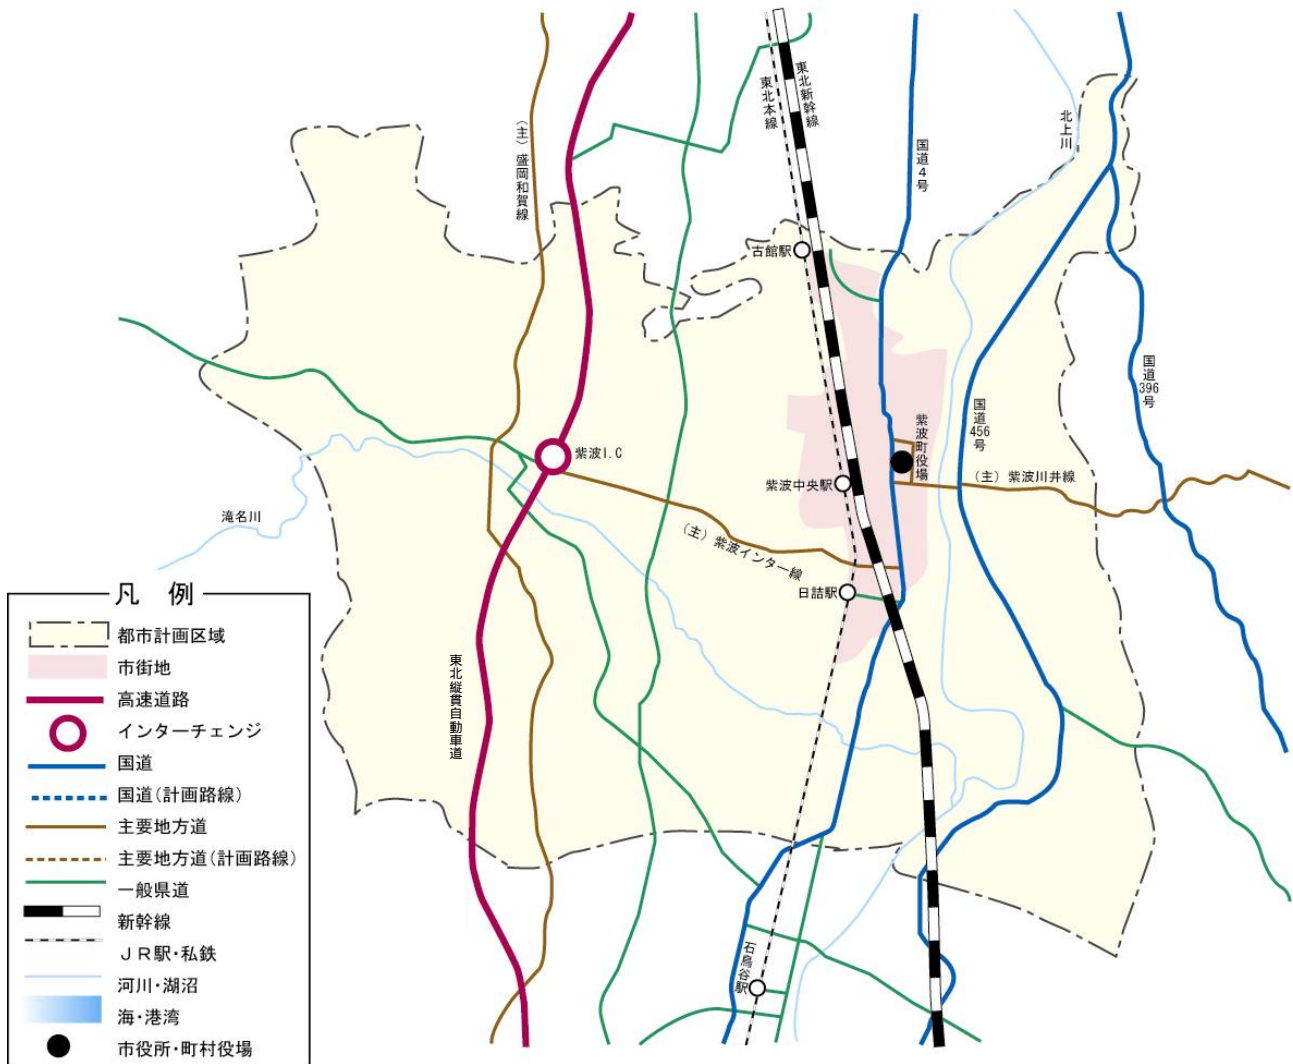 (主)盛岡和賀線
東北本線
東北新幹線
国道4号
北上川
古館駅
国道396号
国道456号
紫波町役場
紫波I.C
紫波中央駅
(主)紫波川井線
滝名川
(主)紫波インター線
日詰駅
東北縦貫自動車道
石鳥谷駅
凡 例
都市計画区域
市街地
高速道路
インターチェンジ
国道
国道(計画路線)
主要地方道
主要地方道(計画路線)
一般県道
新幹線
JR駅・私鉄
河川・湖沼
海・港湾
市役所・町村役場